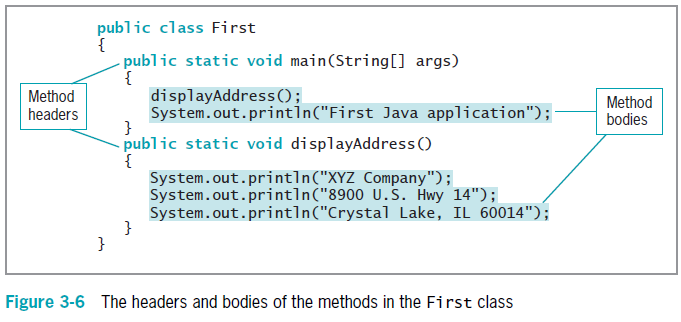 public class First
{
public static void main(String[] args)
{
Method
headers
displayAddress();
System.out.println("First Java application");
Method
bodies
}
public static void displayAddress()
{
System.out.println("XYZ Company");
System.out.println("8900 U.S. Hwy 14");
System.out.println("Crystal Lake, IL 60014");
}
}
Figure 3-6 The headers and bodies of the methods in the First class